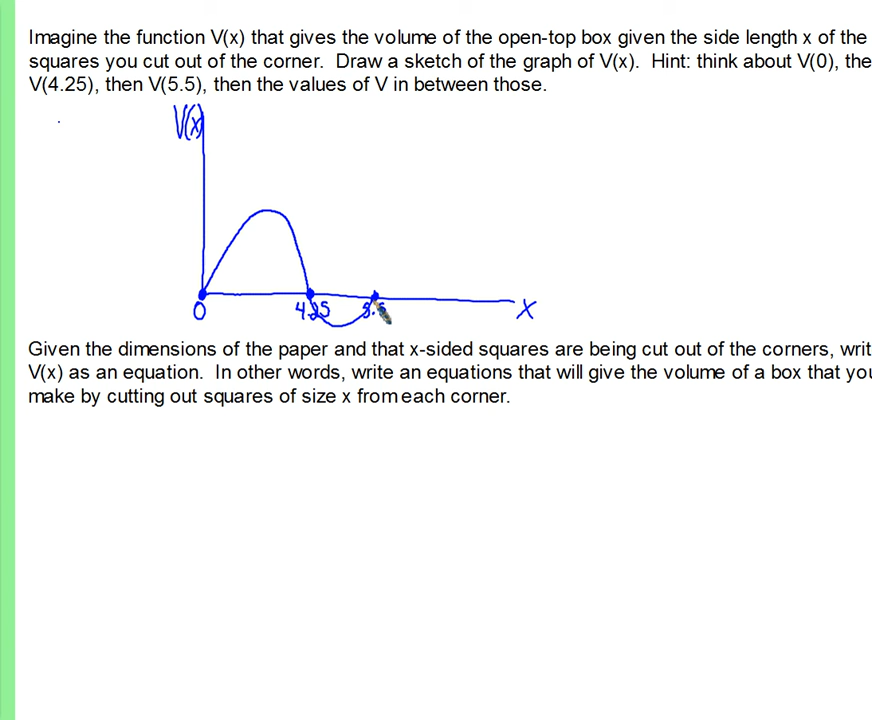 Imagine the function V(x) that gives the volume of the open-top box given the side length x of the
squares you cut out of the corner. Draw a sketch of the graph of V(x). Hint: think about V(0), the
V(4.25), then V(5.5), then the values of V in between those.
V(x)
0 4.25 5.5 x
Given the dimensions of the paper and that x-sided squares are being cut out of the corners, writ
V(x) as an equation. In other words, write an equations that will give the volume of a box that you
make by cutting out squares of size x from each corner.